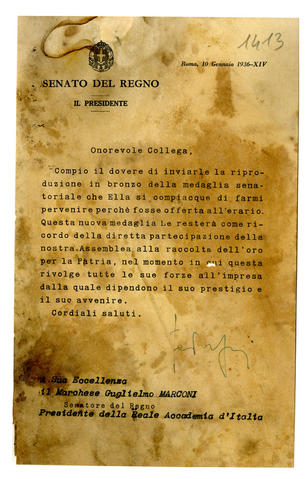 1413
Roma, 10 Gennaio 1936-XIV
SENATO DEL REGNO
IL PRESIDENTE
Onorevole Collega,
Compio il dovere di inviarle la ripro-
duzione in bronzo della medaglia sena-
toriale che Ella si compiacque di farmi
pervenire perchè fosse offerta all'erario.
Questa nuova medaglia Le resterà come ri-
cordo della diretta partecipazione della
nostra Assemblea alla raccolta dell'oro
per la Patria, nel momento in cui questa
rivolge tutte le sue forze all'impresa
dalla quale dipendono il suo prestigio e
il suo avvenire.
Cordiali saluti.
A Sua Eccellenza
il Marchese Guglielmo MARCONI
Senatore del Regno
Presidente della Reale Accademia d'Italia